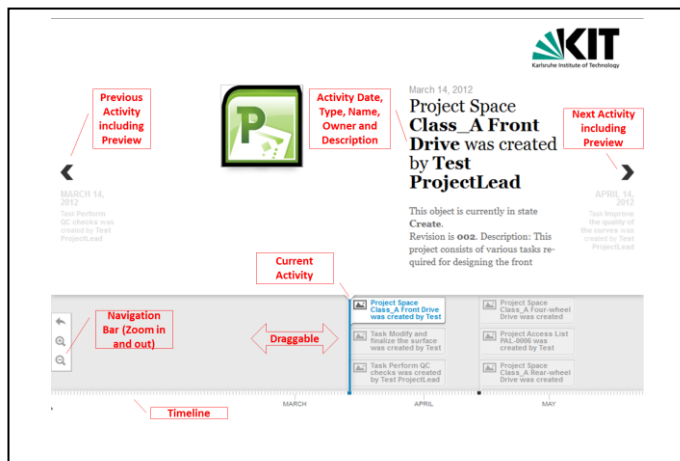 KIT
Karlsruhe Institute of Technology
Previous
Activity
including
Preview
P
Activity Date,
Type, Name,
Owner and
Description
March 14, 2012
Project Space
Class_A Front
Drive was created
by Test
ProjectLead
Next Activity
including
Preview
MARCH 14,
2012
Task Perform
QC checks was
created by Test
ProjectLead
APRIL 14,
2012
Task Improve
the quality of
the curves was
created by Test
ProjectLead
This object is currently in state
Create.
Revision is 002. Description: This
project consists of various tasks re-
quired for designing the front
Current
Activity
Navigation
Bar (Zoom in
and out)
Draggable
Project Space
Class_A Front Drive
was created by Test
Project Space
Class_A Four-wheel
Drive was created
Task Modify and
finalize the surface
was created by Test
Project Access List
PAL-0006 was
created by Test
Task Perform QC
checks was created
by Test ProjectLead
Project Space
Class_A Rear-wheel
Drive was created
Timeline
MARCH
APRIL
MAY